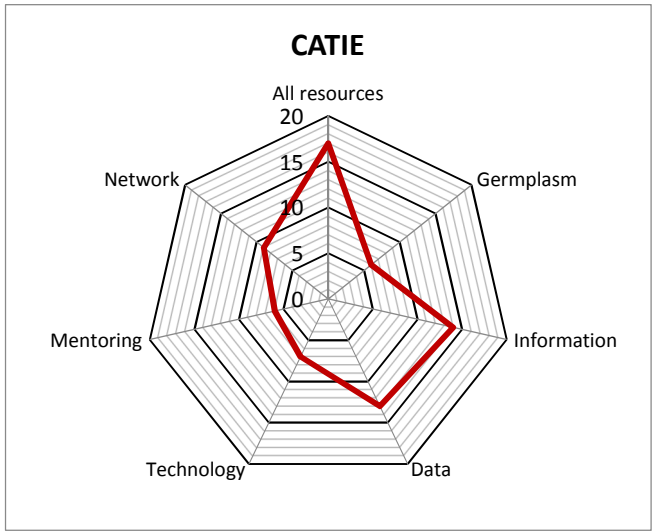 CATIE
All resources
20
15
10
5
0
Germplasm
Information
Data
Technology
Mentoring
Network